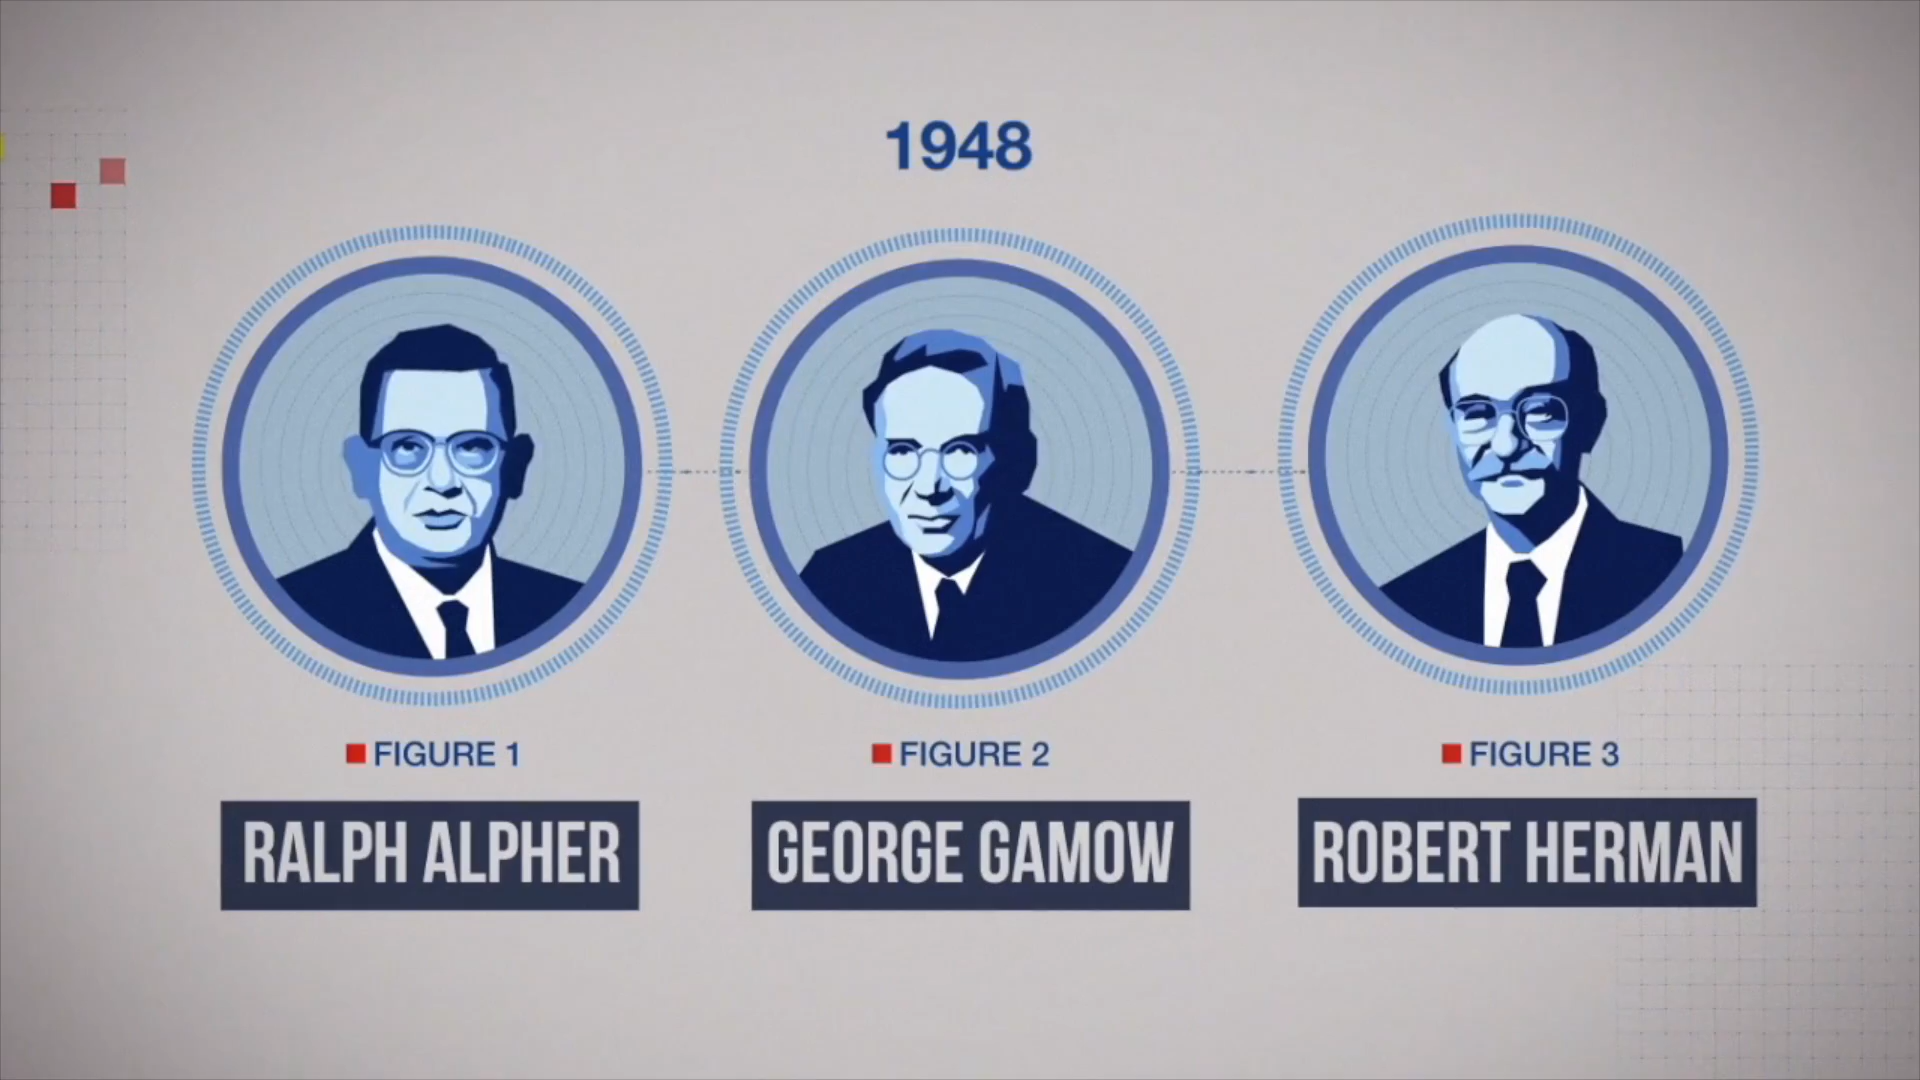 1948
FIGURE 1
RALPH ALPHER
FIGURE 2
GEORGE GAMOW
FIGURE 3
ROBERT HERMAN